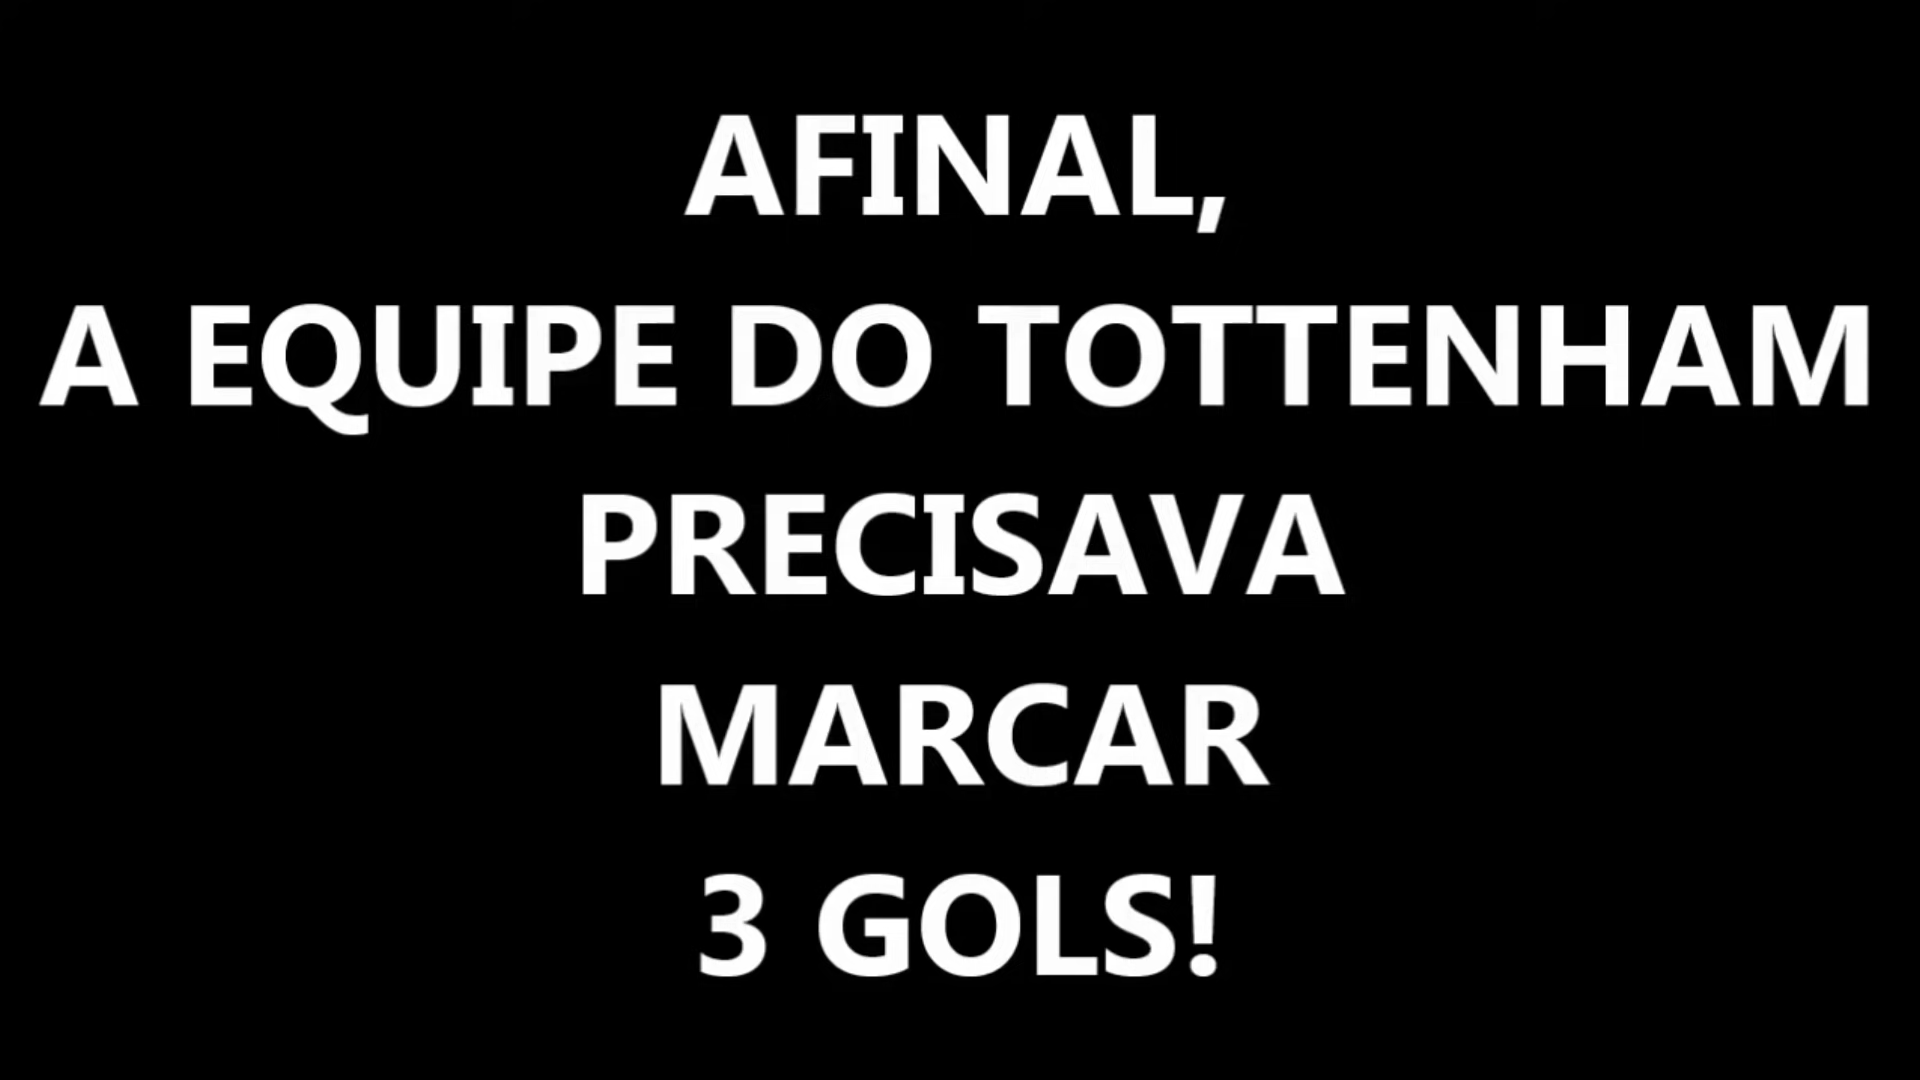 AFINAL,
A EQUIPE DO TOTTENHAM
PRECISAVA
MARCAR
3 GOLS!